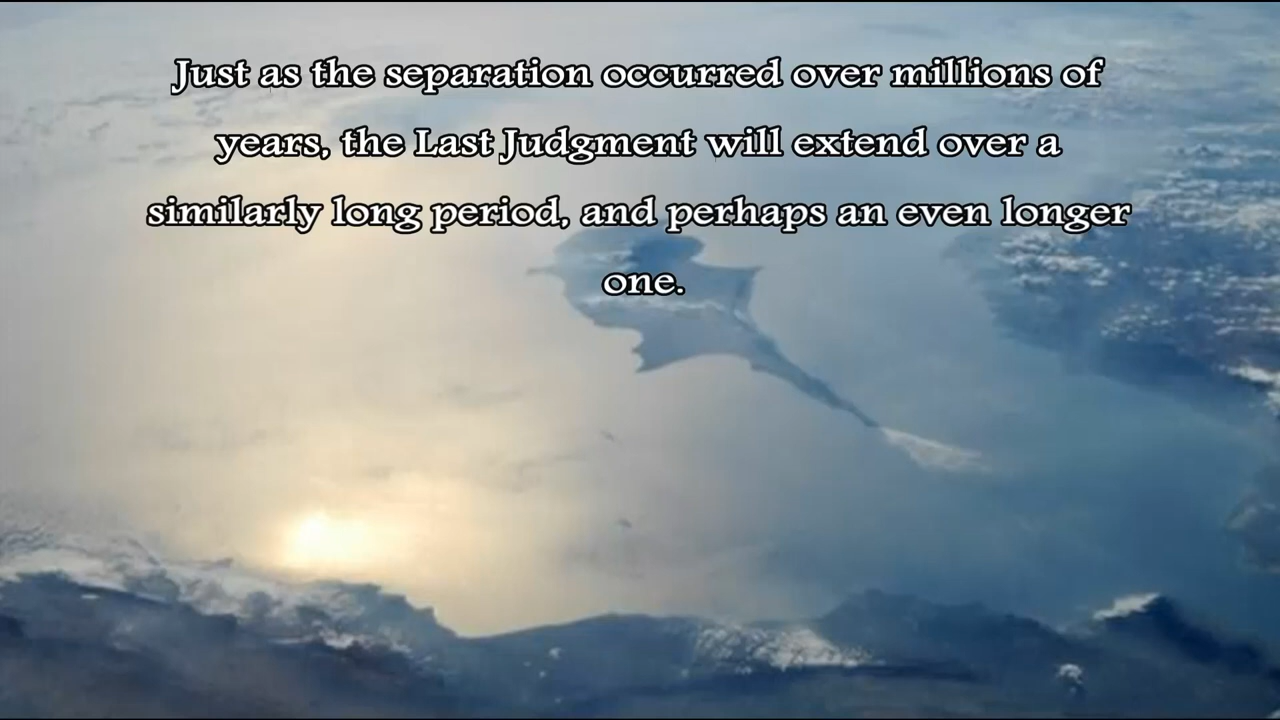 Just as the separation occurred over millions of
years, the Last Judgment will extend over a
similarly long period, and perhaps an even longer
one.